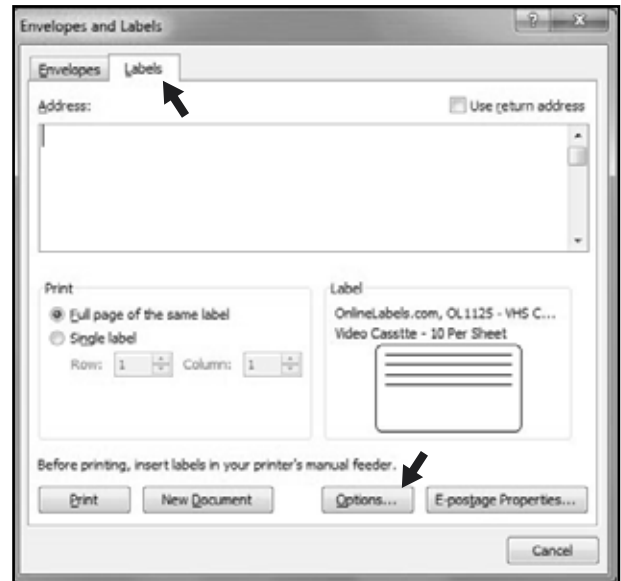 Envelopes and Labels
Envelopes Labels
Address: Use return address
Print
Full page of the same label
Single label
Row: 1 Column: 1
Label
OnlineLabels.com, OL1125 - VHS C...
Video Casstte - 10 Per Sheet
Before printing, insert labels in your printer's manual feeder.
Print New Document Options... E-postage Properties...
Cancel